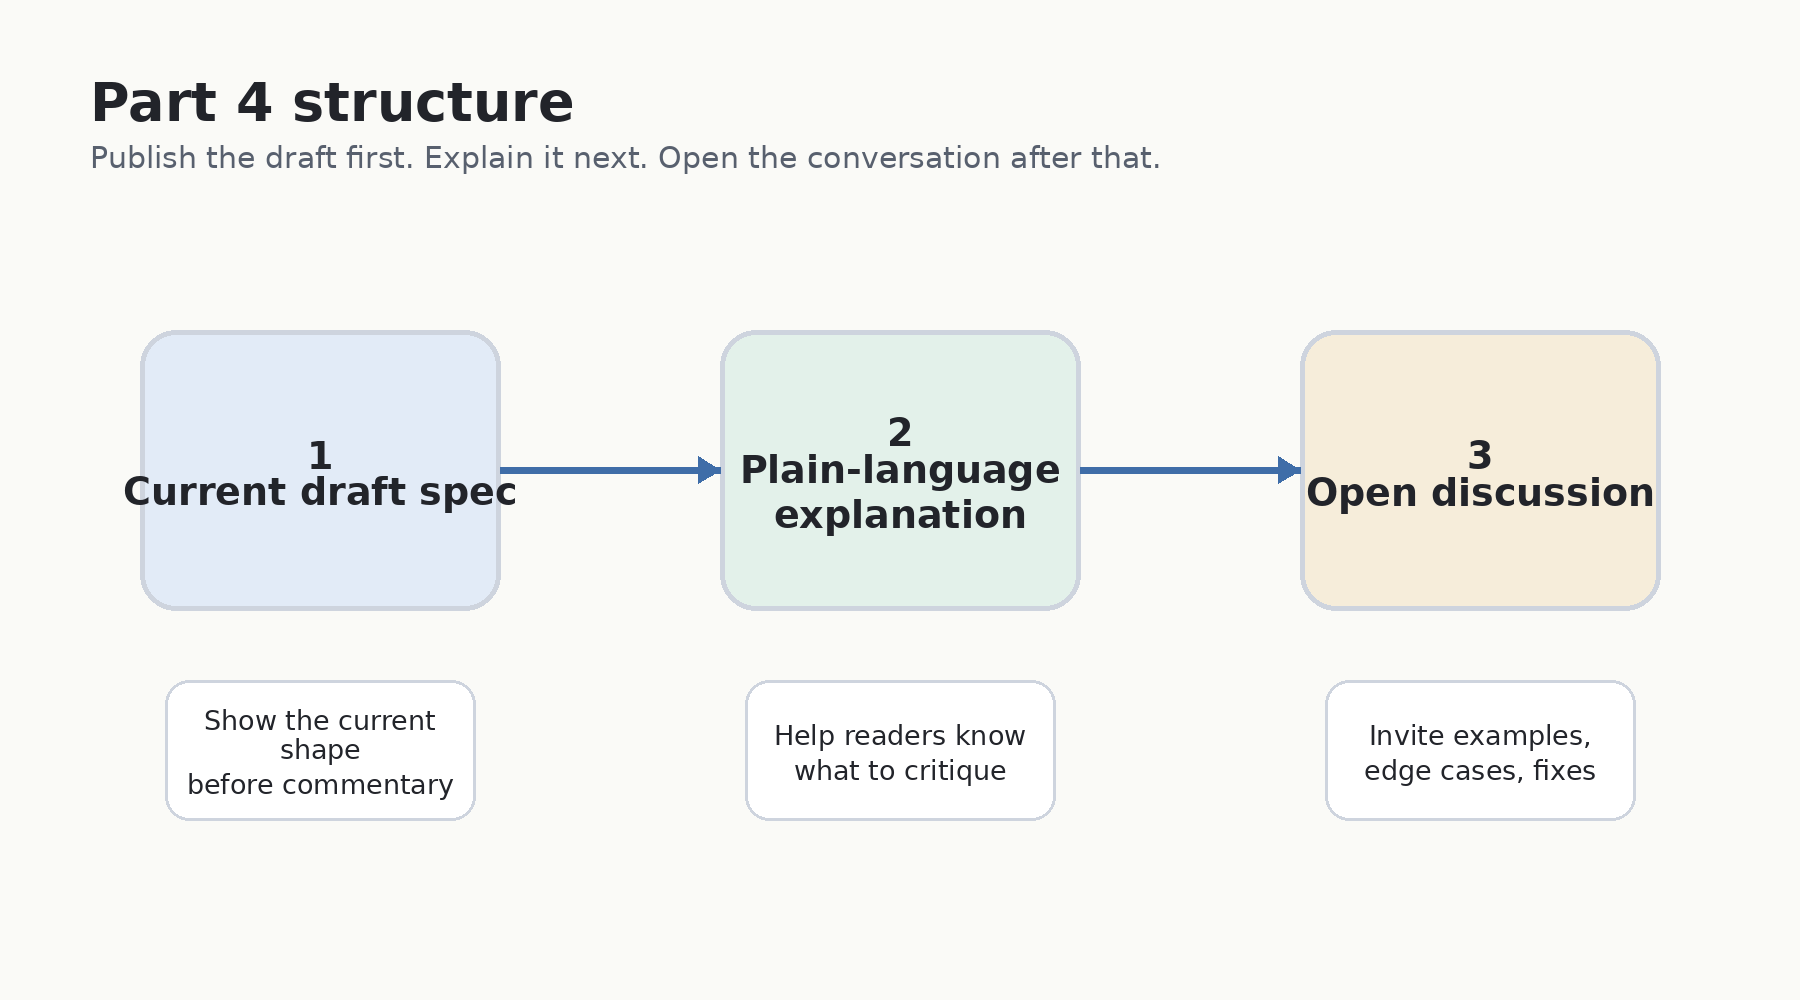 Part 4 structure
Publish the draft first. Explain it next. Open the conversation after that.
1
Current draft spec
2
Plain-language
explanation
3
Open discussion
Show the current
shape
before commentary
Help readers know
what to critique
Invite examples,
edge cases, fixes